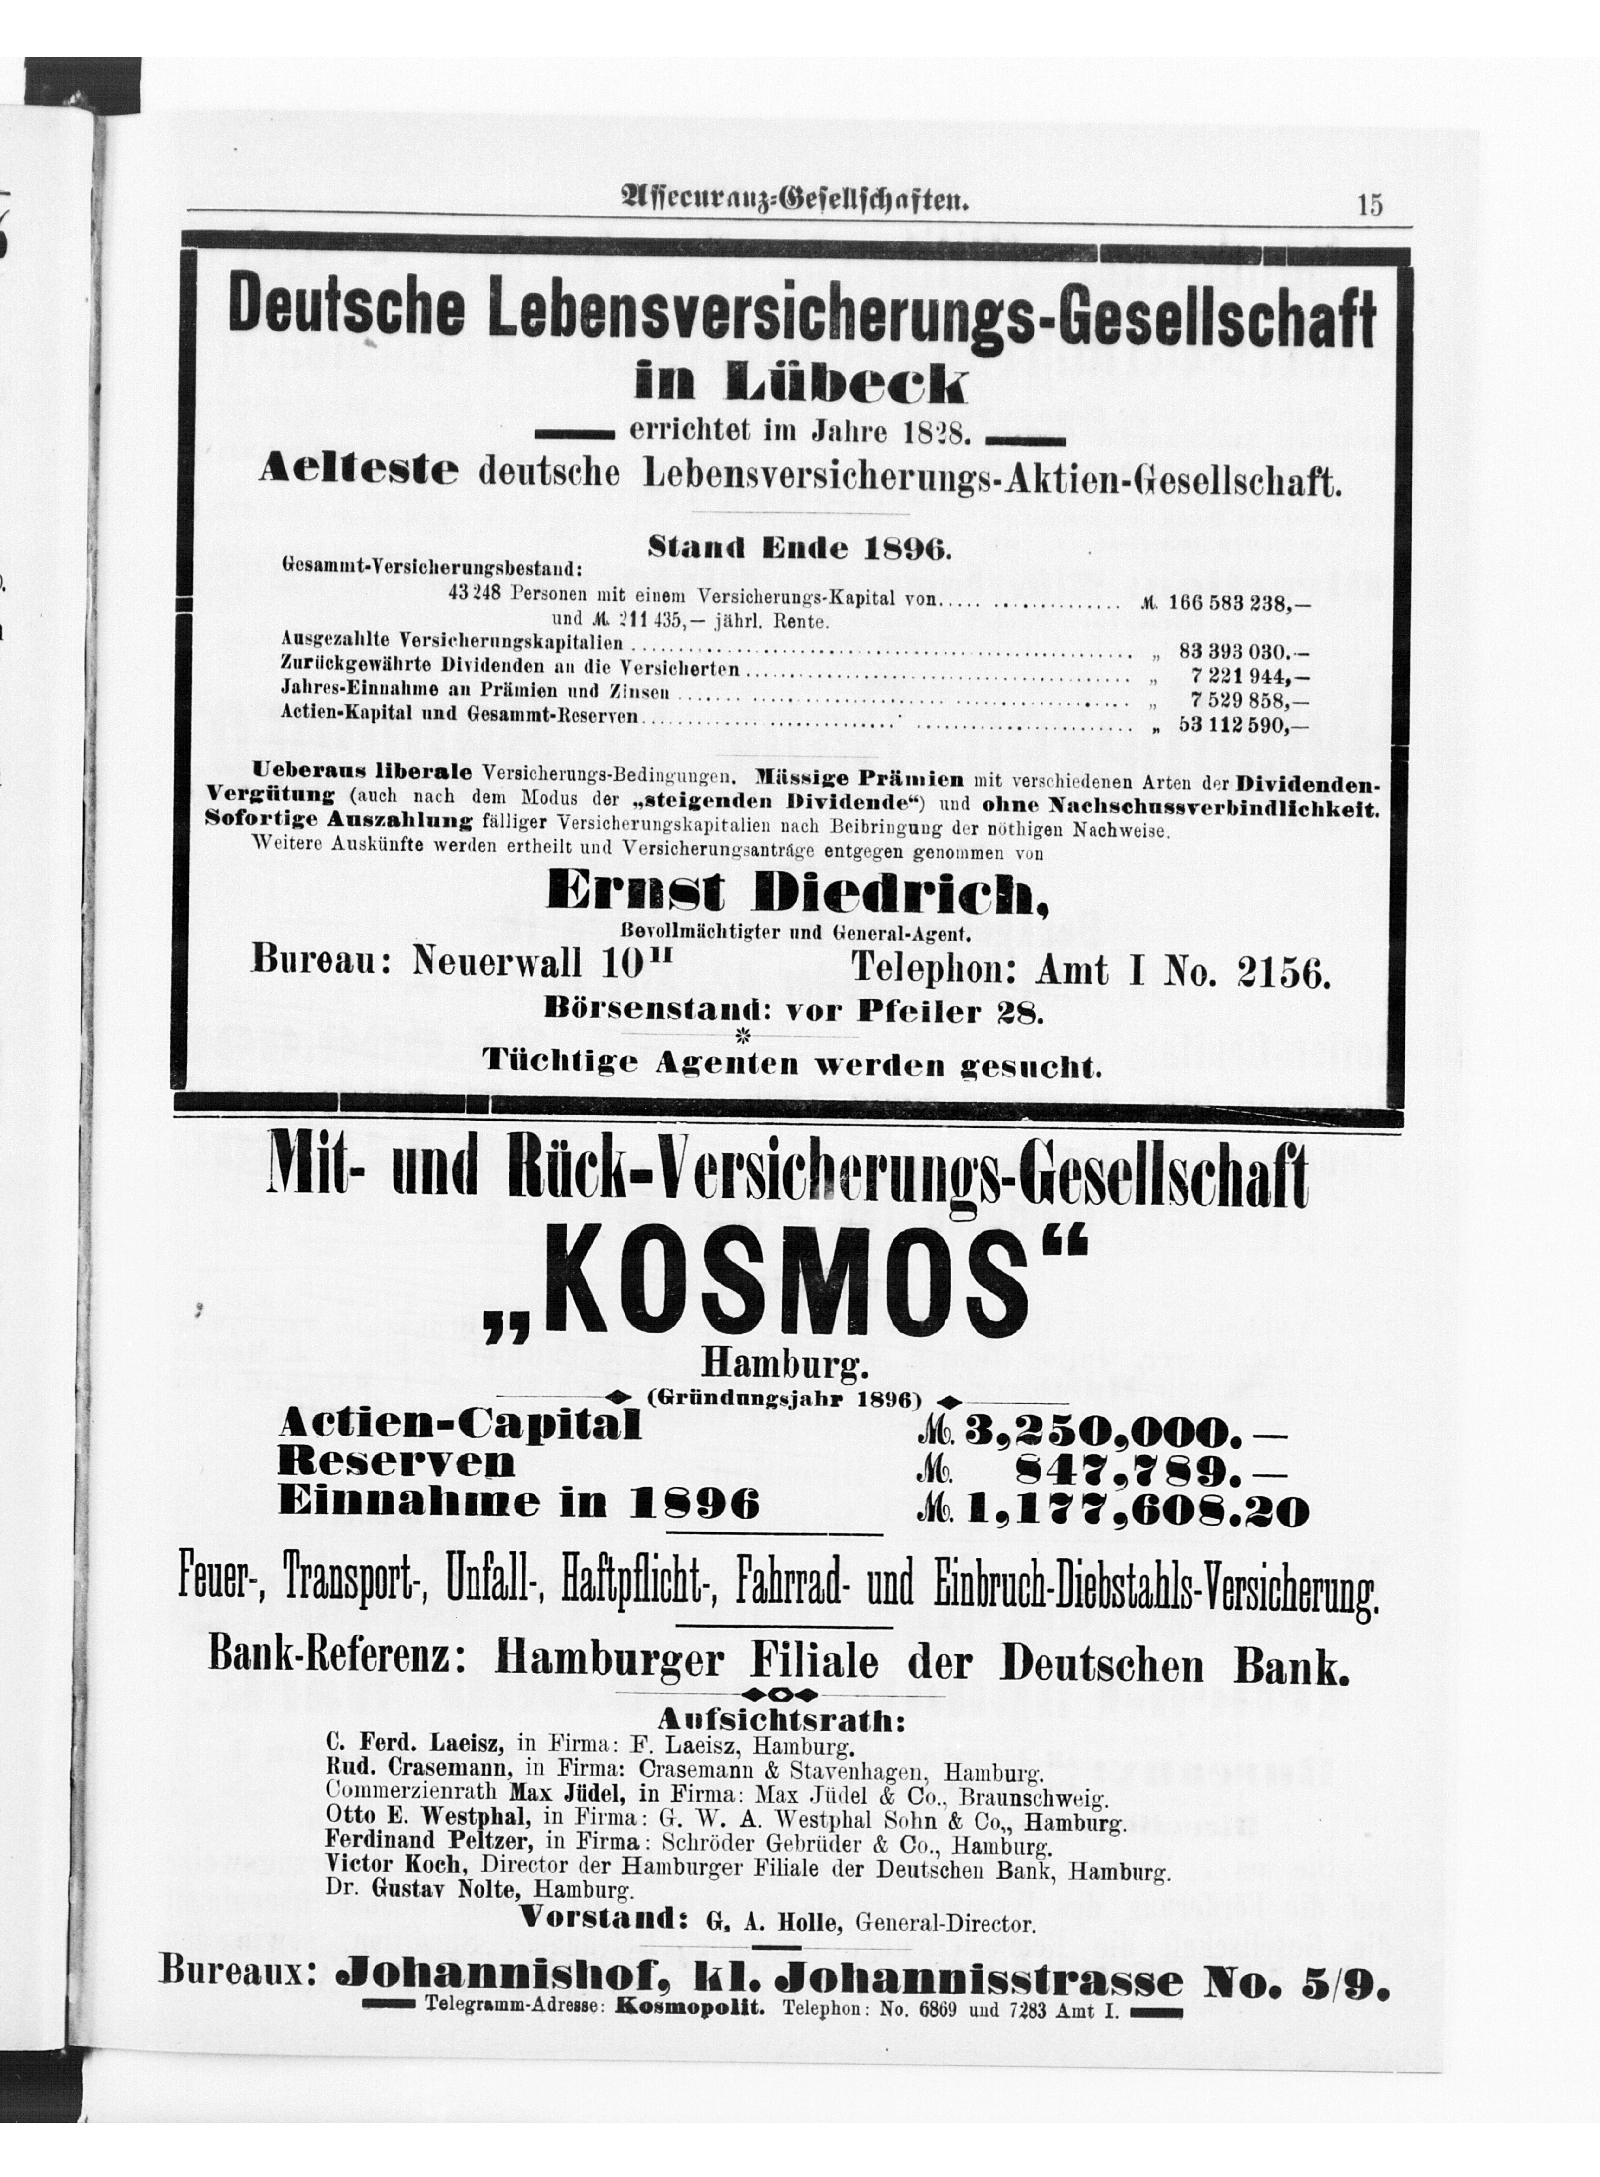 Assecuranz-Gesellschaften.
15
Deutsche Lebensversicherungs-Gesellschaft
in Lübeck
errichtet im Jahre 1828.
Aelteste deutsche Lebensversicherungs-Aktien-Gesellschaft.
Stand Ende 1896.
Gesammt-Versicherungsbestand:
43 248 Personen mit einem Versicherungs-Kapital von..... ................ M. 166 583 238,—
und M. 211 435,— jährl. Rente.
Ausgezahlte Versicherungskapitalien ................................ „ 83 393 030.—
Zurückgewährte Dividenden an die Versicherten ................................ „ 7 221 944,—
Jahres-Einnahme an Prämien und Zinsen ................................ „ 7 529 858,—
Actien-Kapital und Gesammt-Reserven ................................ „ 53 112 590,—
Ueberaus liberale Versicherungs-Bedingungen. Mässige Prämien mit verschiedenen Arten der Dividenden-
Vergütung (auch nach dem Modus der „steigenden Dividende“) und ohne Nachschussverbindlichkeit.
Sofortige Auszahlung fälliger Versicherungskapitalien nach Beibringung der nöthigen Nachweise.
Weitere Auskünfte werden ertheilt und Versicherungsanträge entgegen genommen von
Ernst Diedrich,
Bevollmächtigter und General-Agent.
Bureau: Neuerwall 10 II Telephon: Amt I No. 2156.
Börsenstand: vor Pfeiler 28.
Tüchtige Agenten werden gesucht.
Mit- und Rück-Versicherungs-Gesellschaft
„KOSMOS“
Hamburg.
(Gründungsjahr 1896)
Actien-Capital M. 3,250,000.—
Reserven M. 847,789.—
Einnahme in 1896 M. 1,177,608.20
Feuer-, Transport-, Unfall-, Haftpflicht-, Fahrrad- und Einbruch-Diebstahls-Versicherung.
Bank-Referenz: Hamburger Filiale der Deutschen Bank.
Aufsichtsrath:
C. Ferd. Laeisz, in Firma: F. Laeisz, Hamburg.
Rud. Crasemann, in Firma: Crasemann & Stavenhagen, Hamburg.
Commerzienrath Max Jüdel, in Firma: Max Jüdel & Co., Braunschweig.
Otto E. Westphal, in Firma: G. W. A. Westphal Sohn & Co., Hamburg.
Ferdinand Peltzer, in Firma: Schröder Gebrüder & Co., Hamburg.
Victor Koch, Director der Hamburger Filiale der Deutschen Bank, Hamburg.
Dr. Gustav Nolte, Hamburg.
Vorstand: G. A. Holle, General-Director.
Bureaux: Johannishof, kl. Johannisstrasse No. 5/9.
Telegramm-Adresse: Kosmopolit. Telephon: No. 6869 und 7283 Amt I.